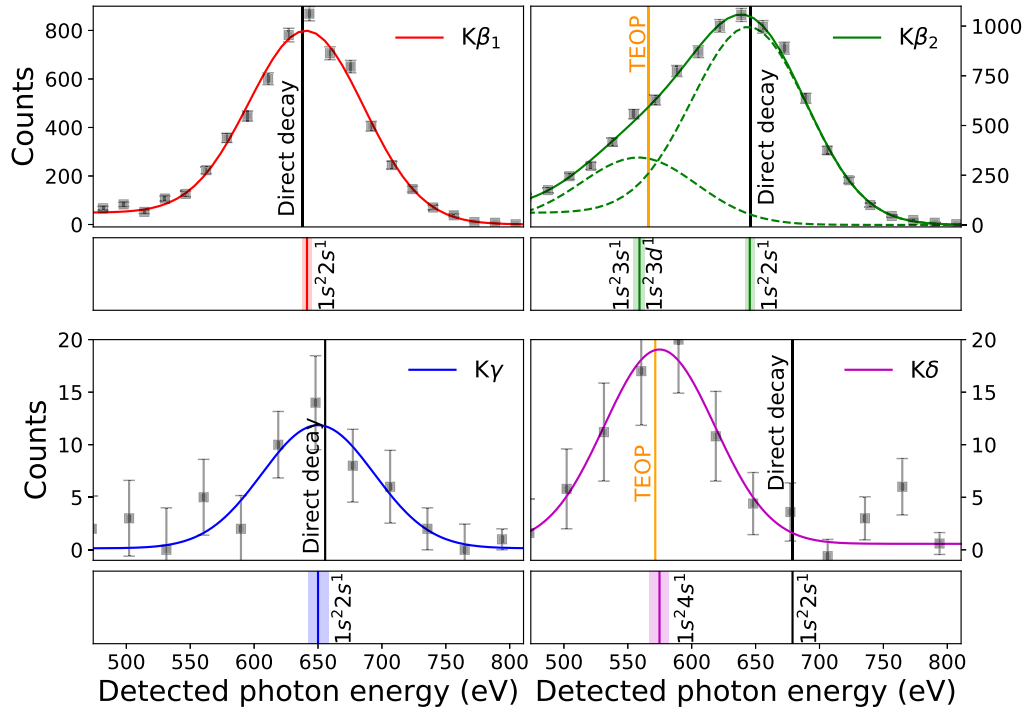 Counts
800
600
400
200
0
Kβ₁
Direct decay
1s²2s¹
TEOP
Kβ₂
Direct decay
1000
750
500
250
0
1s²3s¹
1s²3d¹
1s²2s¹
Counts
20
15
10
5
0
Kγ
Direct decay
1s²2s¹
500 550 600 650 700 750 800
Detected photon energy (eV)
TEOP
Kδ
Direct decay
20
15
10
5
0
1s²4s¹
1s²2s¹
500 550 600 650 700 750 800
Detected photon energy (eV)